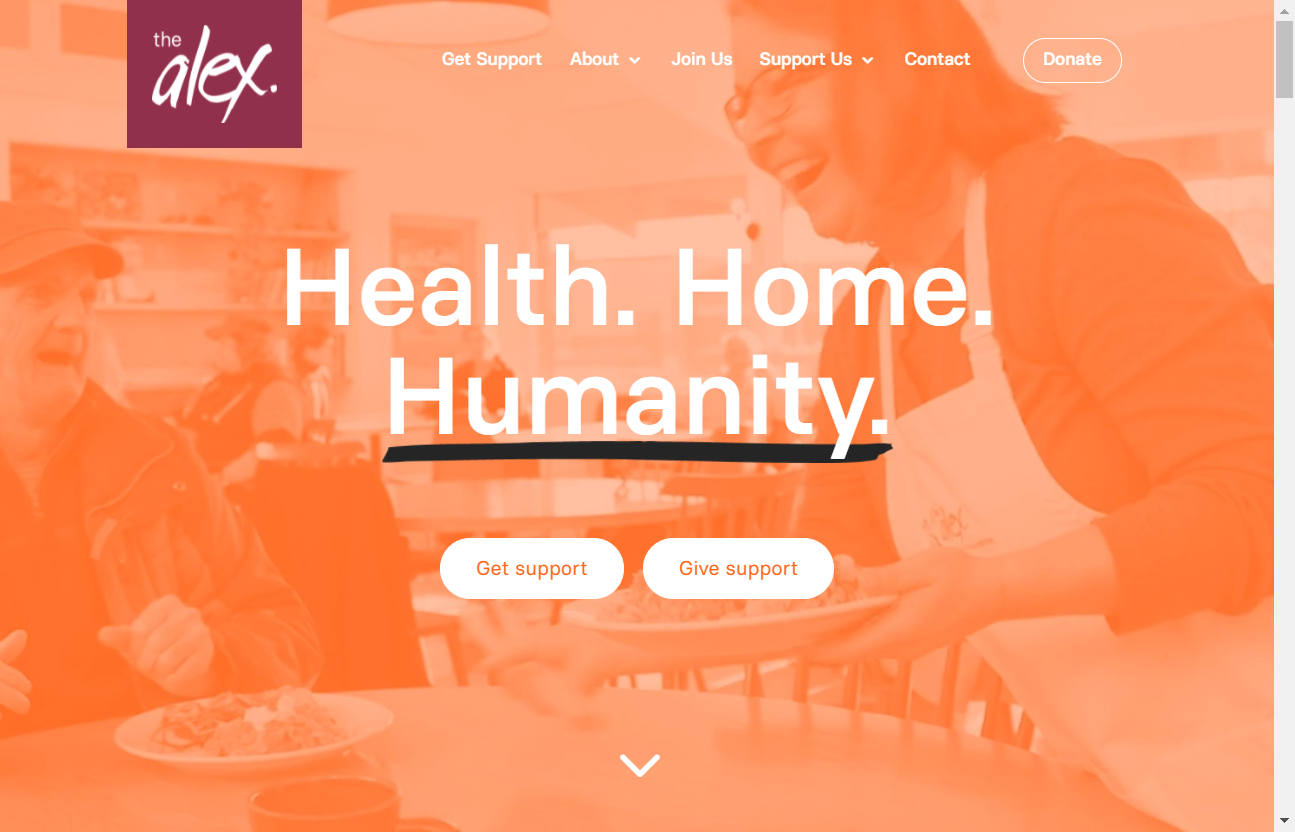 the
alex.
Get Support About Join Us Support Us Contact Donate
Health. Home.
Humanity.
Get support Give support